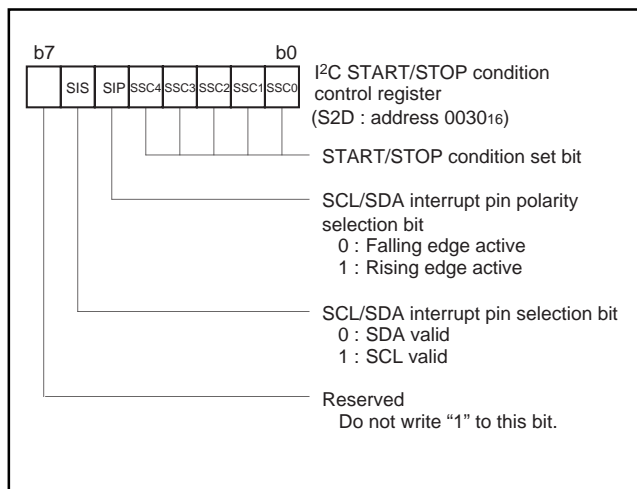 b7 b0
SIS SIP SSC4 SSC3 SSC2 SSC1 SSC0
I²C START/STOP condition
control register
(S2D : address 0030₁₆)
START/STOP condition set bit
SCL/SDA interrupt pin polarity
selection bit
0 : Falling edge active
1 : Rising edge active
SCL/SDA interrupt pin selection bit
0 : SDA valid
1 : SCL valid
Reserved
Do not write “1” to this bit.